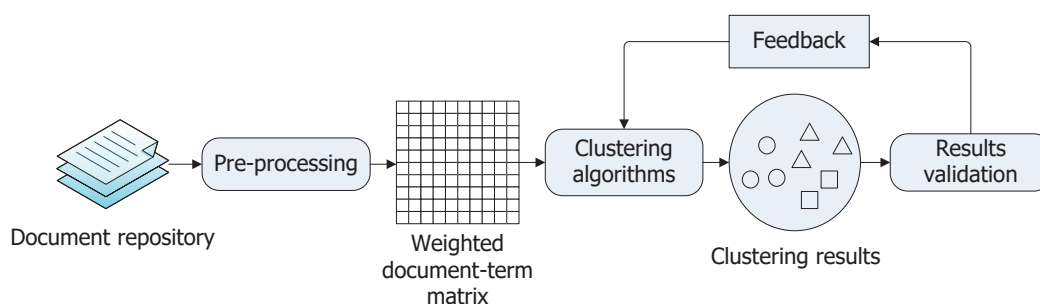 Feedback
Pre-processing
Clustering
algorithms
Results
validation
Document repository
Weighted
document-term
matrix
Clustering results